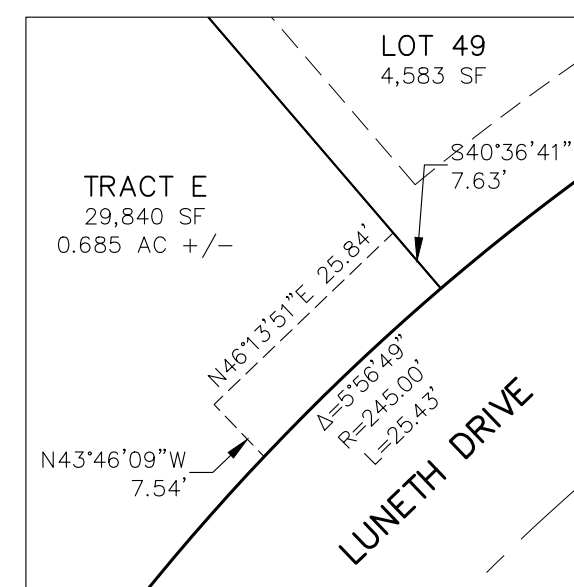 LOT 49
4,583 SF
S40°36'41"
7.63'
TRACT E
29,840 SF
0.685 AC +/-
N46°13'51"E 25.84'
Δ=5°56'49"
R=245.00'
L=25.43'
N43°46'09"W
7.54'
LUNETH DRIVE